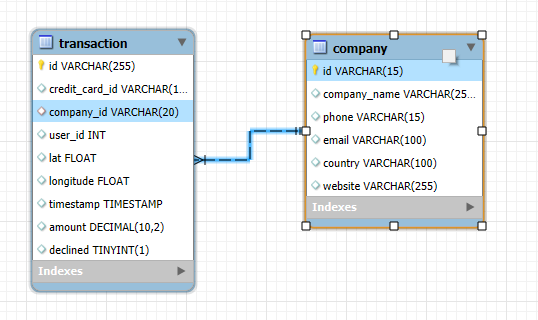 transaction
id VARCHAR(255)
credit_card_id VARCHAR(1...
company_id VARCHAR(20)
user_id INT
lat FLOAT
longitude FLOAT
timestamp TIMESTAMP
amount DECIMAL(10,2)
declined TINYINT(1)
Indexes
company
id VARCHAR(15)
company_name VARCHAR(25...
phone VARCHAR(15)
email VARCHAR(100)
country VARCHAR(100)
website VARCHAR(255)
Indexes